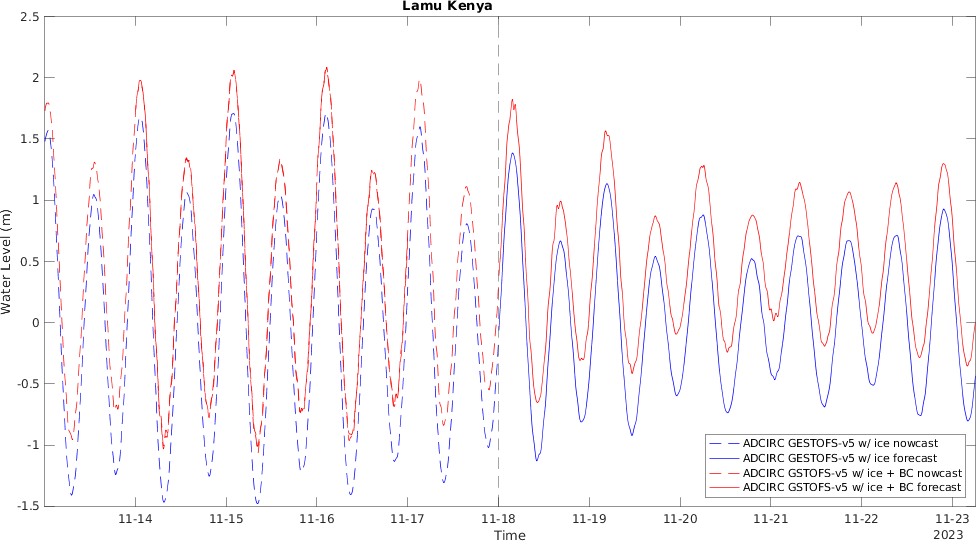 Lamu Kenya
Water Level (m)
2.5
2
1.5
1
0.5
0
-0.5
-1
-1.5
11-14
11-15
11-16
11-17
11-18
11-19
11-20
11-21
11-22
11-23
2023
Time
ADCIRC GESTOFS-v5 w/ ice nowcast
ADCIRC GESTOFS-v5 w/ ice forecast
ADCIRC GSTOFS-v5 w/ ice + BC nowcast
ADCIRC GSTOFS-v5 w/ ice + BC forecast